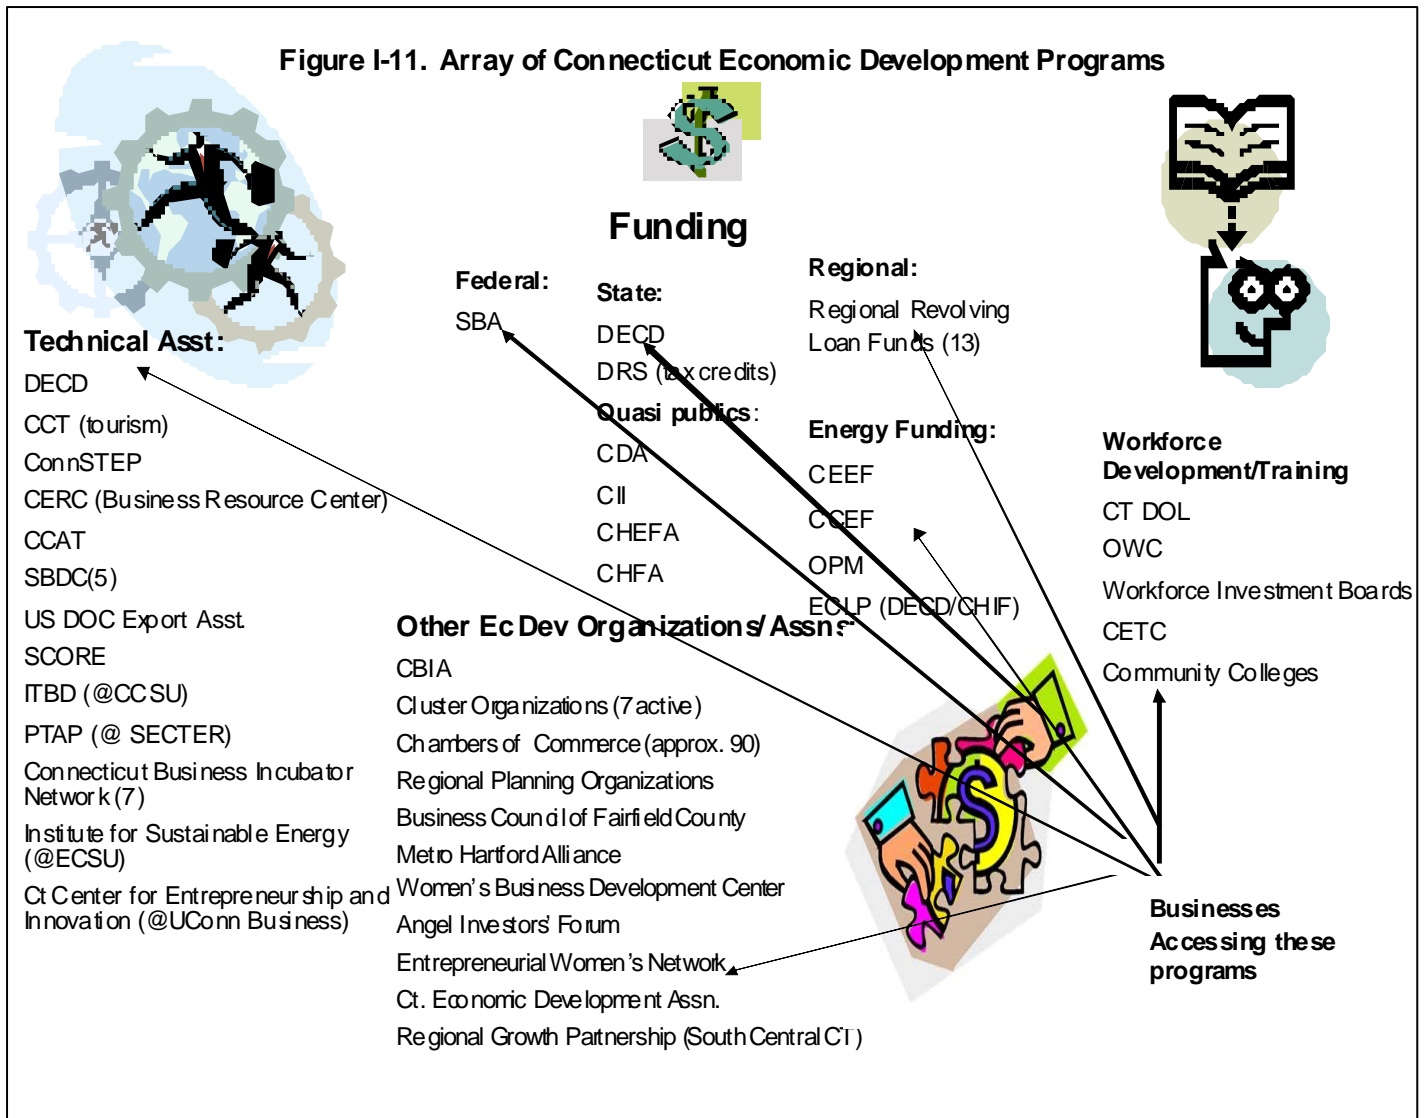 Figure I-11. Array of Connecticut Economic Development Programs
Funding
Technical Asst:
DECD
CCT (tourism)
ConnSTEP
CERC (Business Resource Center)
CCAT
SBDC(5)
US DOC Export Asst.
SCORE
ITBD (@CCSU)
PTAP (@ SECTER)
Connecticut Business Incubator
Network (7)
Institute for Sustainable Energy
(@ECSU)
Ct Center for Entrepreneurship and
Innovation (@UConn Business)
Federal:
SBA
State:
DECD
DRS (tax credits)
Quasi publics:
CDA
CII
CHEFA
CHFA
Regional:
Regional Revolving
Loan Funds (13)
Energy Funding:
CEEF
CCEF
OPM
ECLP (DECD/CHIF)
Other Ec Dev Organizations/Assns:
CBIA
Cluster Organizations (7 active)
Chambers of Commerce (approx. 90)
Regional Planning Organizations
Business Council of Fairfield County
Metro Hartford Alliance
Women's Business Development Center
Angel Investors' Forum
Entrepreneurial Women's Network
Ct. Economic Development Assn.
Regional Growth Partnership (South Central CT)
Workforce
Development/Training
CT DOL
OWC
Workforce Investment Boards
CETC
Community Colleges
Businesses
Accessing these
programs